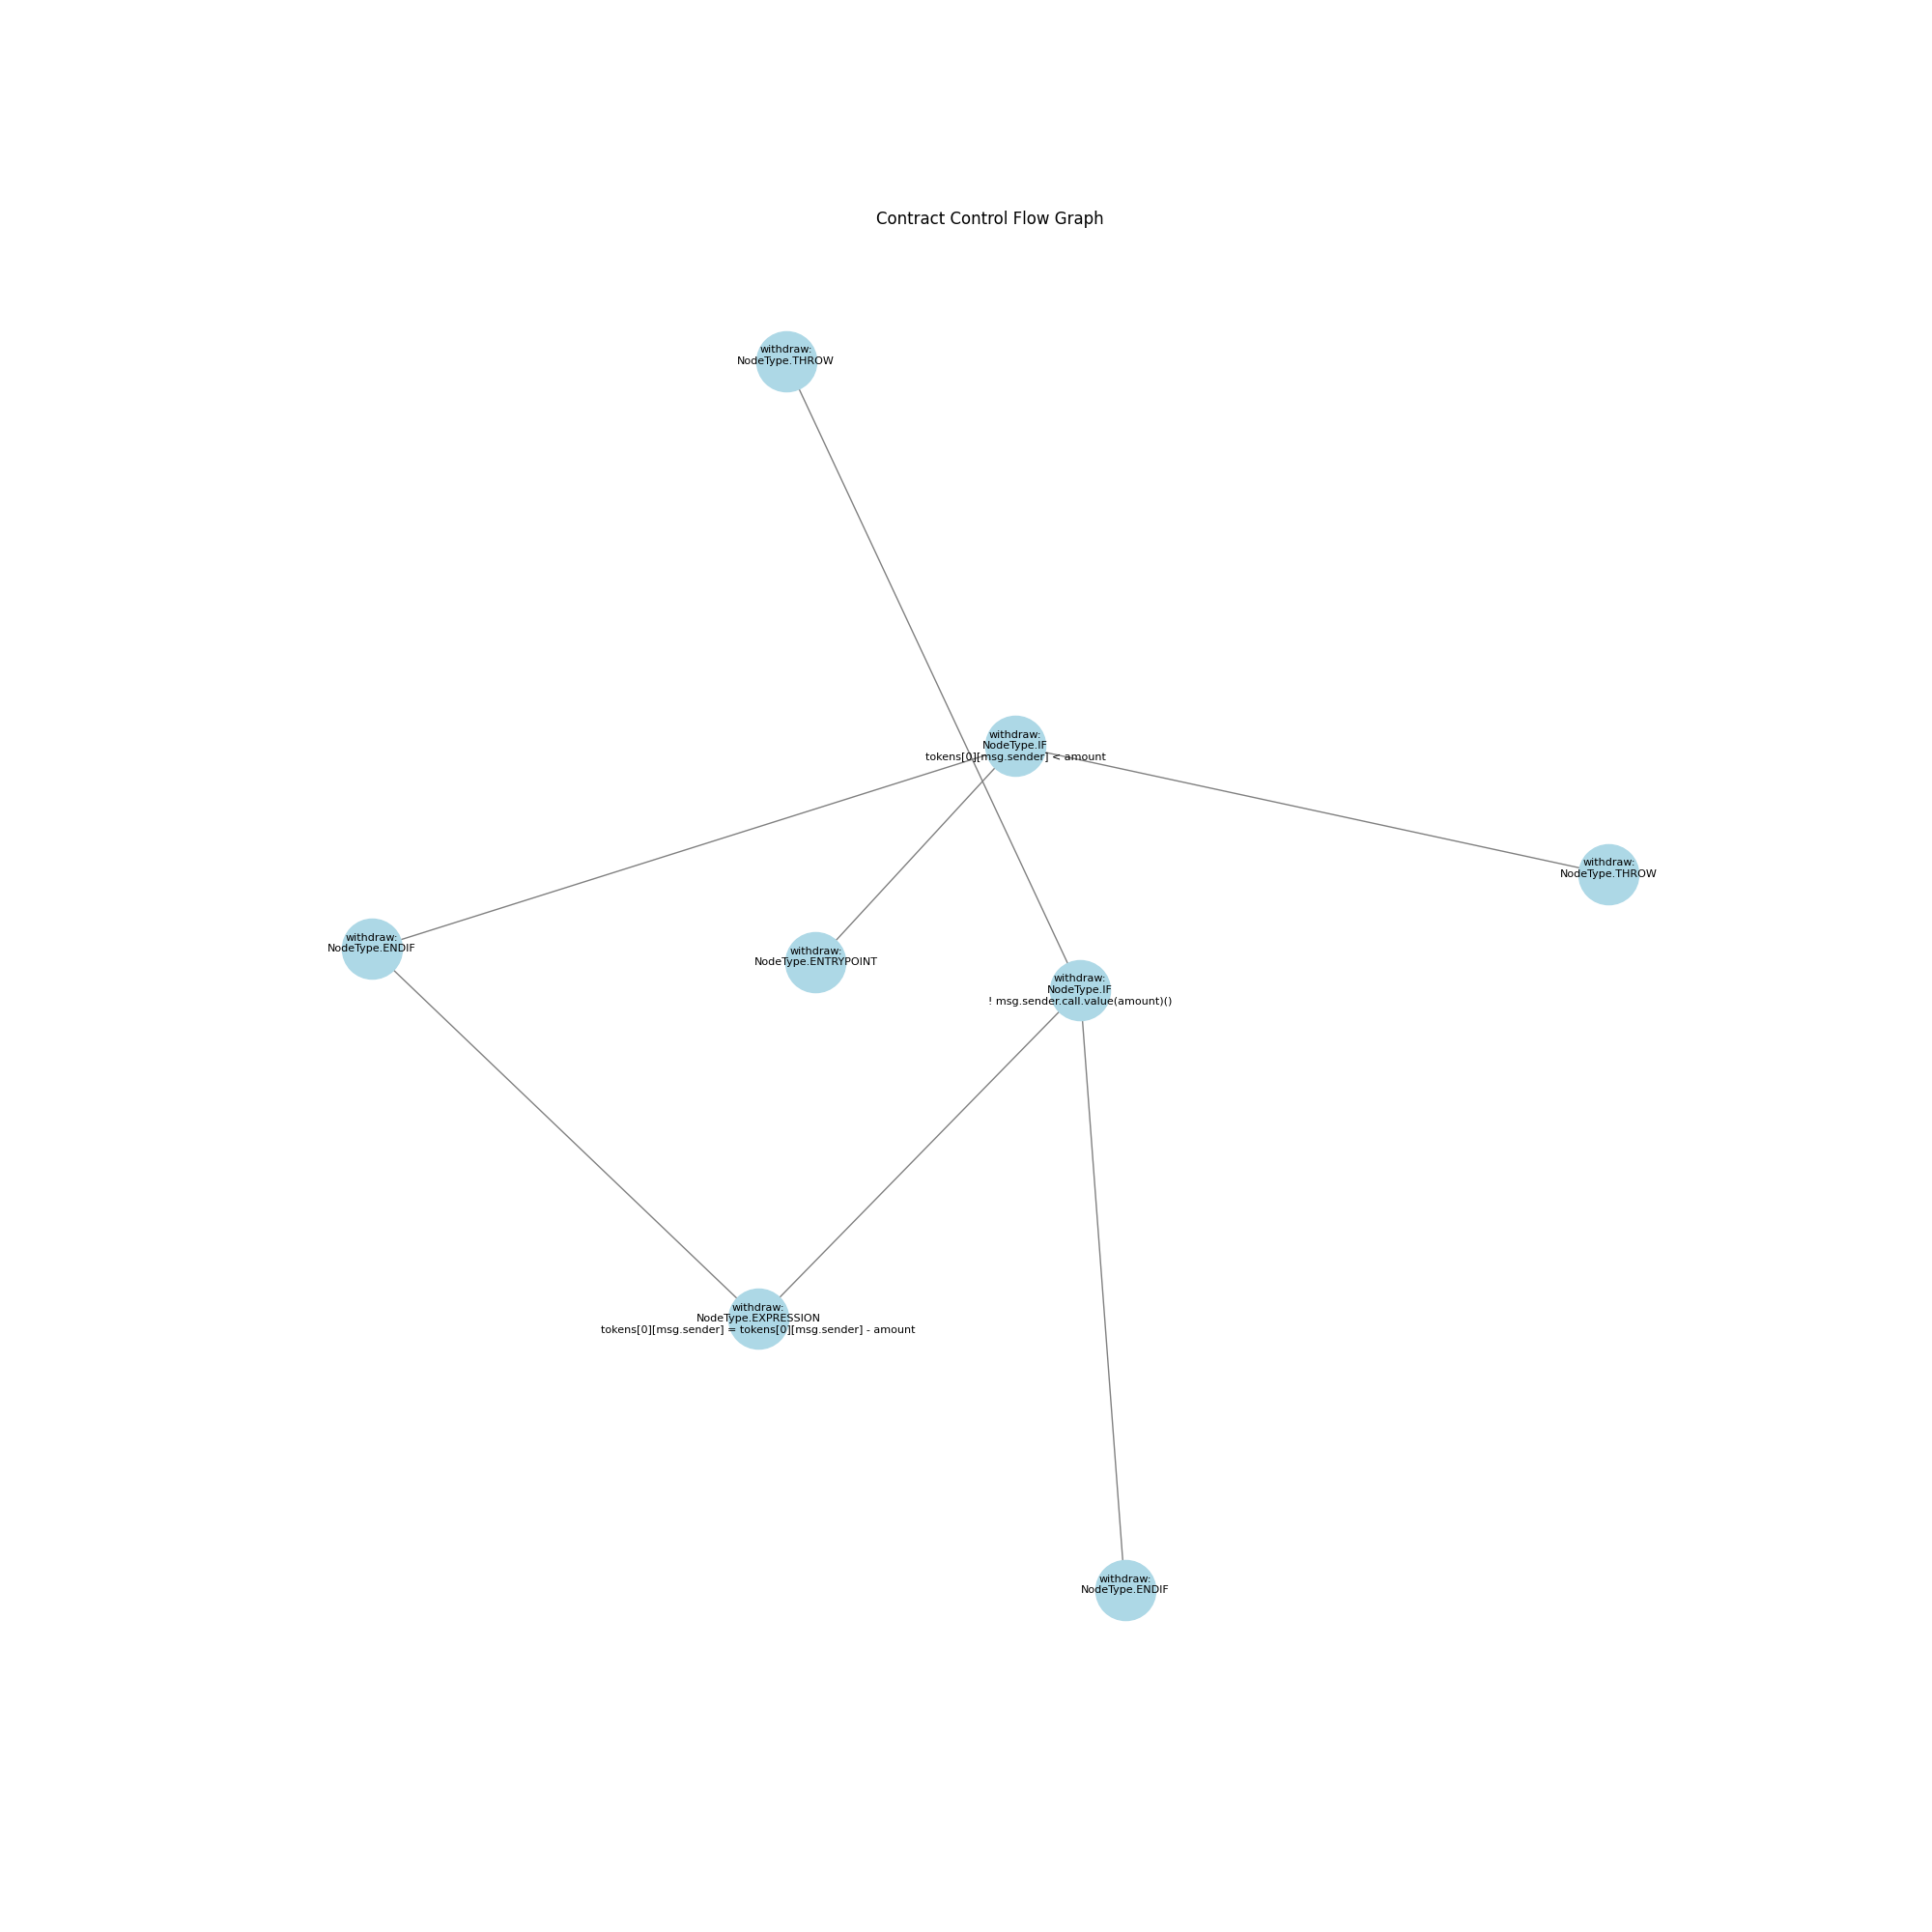 Contract Control Flow Graph
withdraw:
NodeType.THROW
withdraw:
NodeType.IF
tokens[0][msg.sender] < amount
withdraw:
NodeType.THROW
withdraw:
NodeType.ENDIF
withdraw:
NodeType.ENTRYPOINT
withdraw:
NodeType.IF
! msg.sender.call.value(amount)()
withdraw:
NodeType.EXPRESSION
tokens[0][msg.sender] = tokens[0][msg.sender] - amount
withdraw:
NodeType.ENDIF